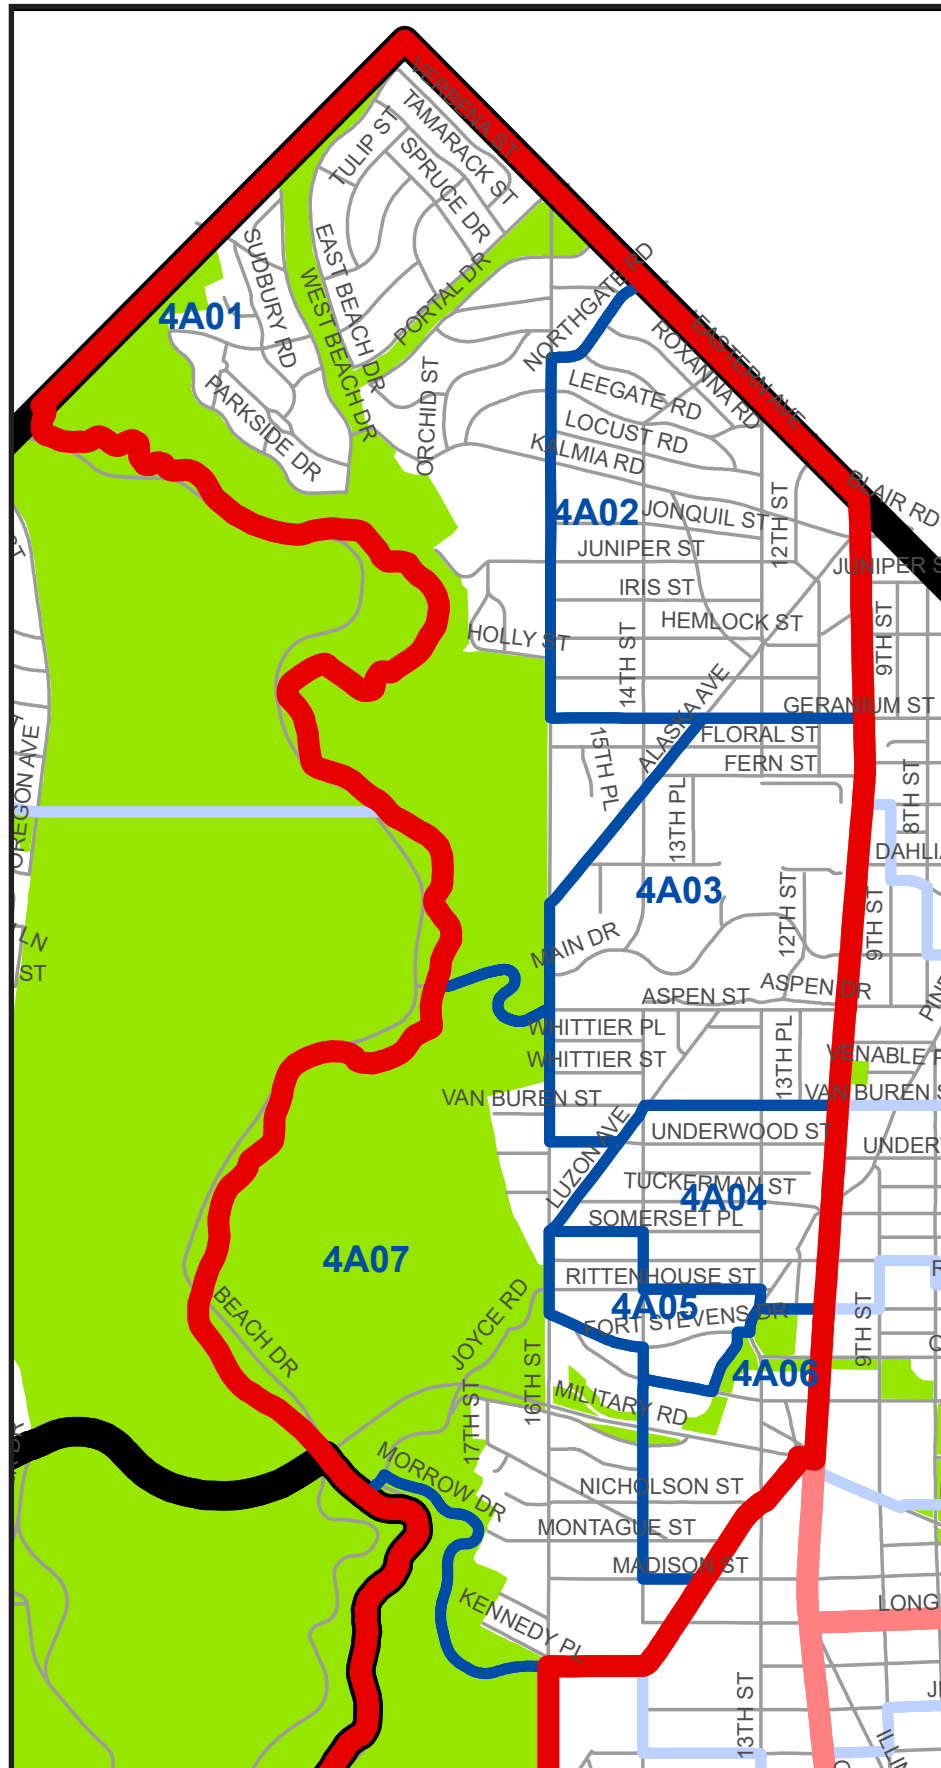 VERBENA ST
TAMARACK ST
TULIP ST
SPRUCE DR
SUDBURY RD
EAST BEACH DR
WEST BEACH DR
PORTAL DR
NORTHGATE RD
4A01
ROXANNA RD
EASTERN AVE
LEEGATE RD
PARKSIDE DR
ORCHID ST
LOCUST RD
KALMIA RD
BLAIR RD
4A02
JONQUIL ST
12TH ST
JUNIPER ST
JUNIPER S
IRIS ST
HEMLOCK ST
9TH ST
HOLLY ST
14TH ST
ALASKA AVE
GERANIUM ST
FLORAL ST
15TH PL
FERN ST
OREGON AVE
13TH PL
8TH ST
DAHLIA
4A03
12TH ST
9TH ST
LN
ST
MAIN DR
ASPEN ST
ASPEN DR
PINE
WHITTIER PL
WHITTIER ST
13TH PL
VENABLE P
VAN BUREN ST
VAN BUREN S
LUZON AVE
UNDERWOOD ST
UNDERW
TUCKERMAN ST
4A04
SOMERSET PL
4A07
RITTENHOUSE ST
R
4A05
FORT STEVENS DR
BEACH DR
JOYCE RD
9TH ST
4A06
16TH ST
MILITARY RD
17TH ST
MORROW DR
NICHOLSON ST
MONTAGUE ST
MADISON ST
KENNEDY PL
LONG
13TH ST
JE
ILLIN